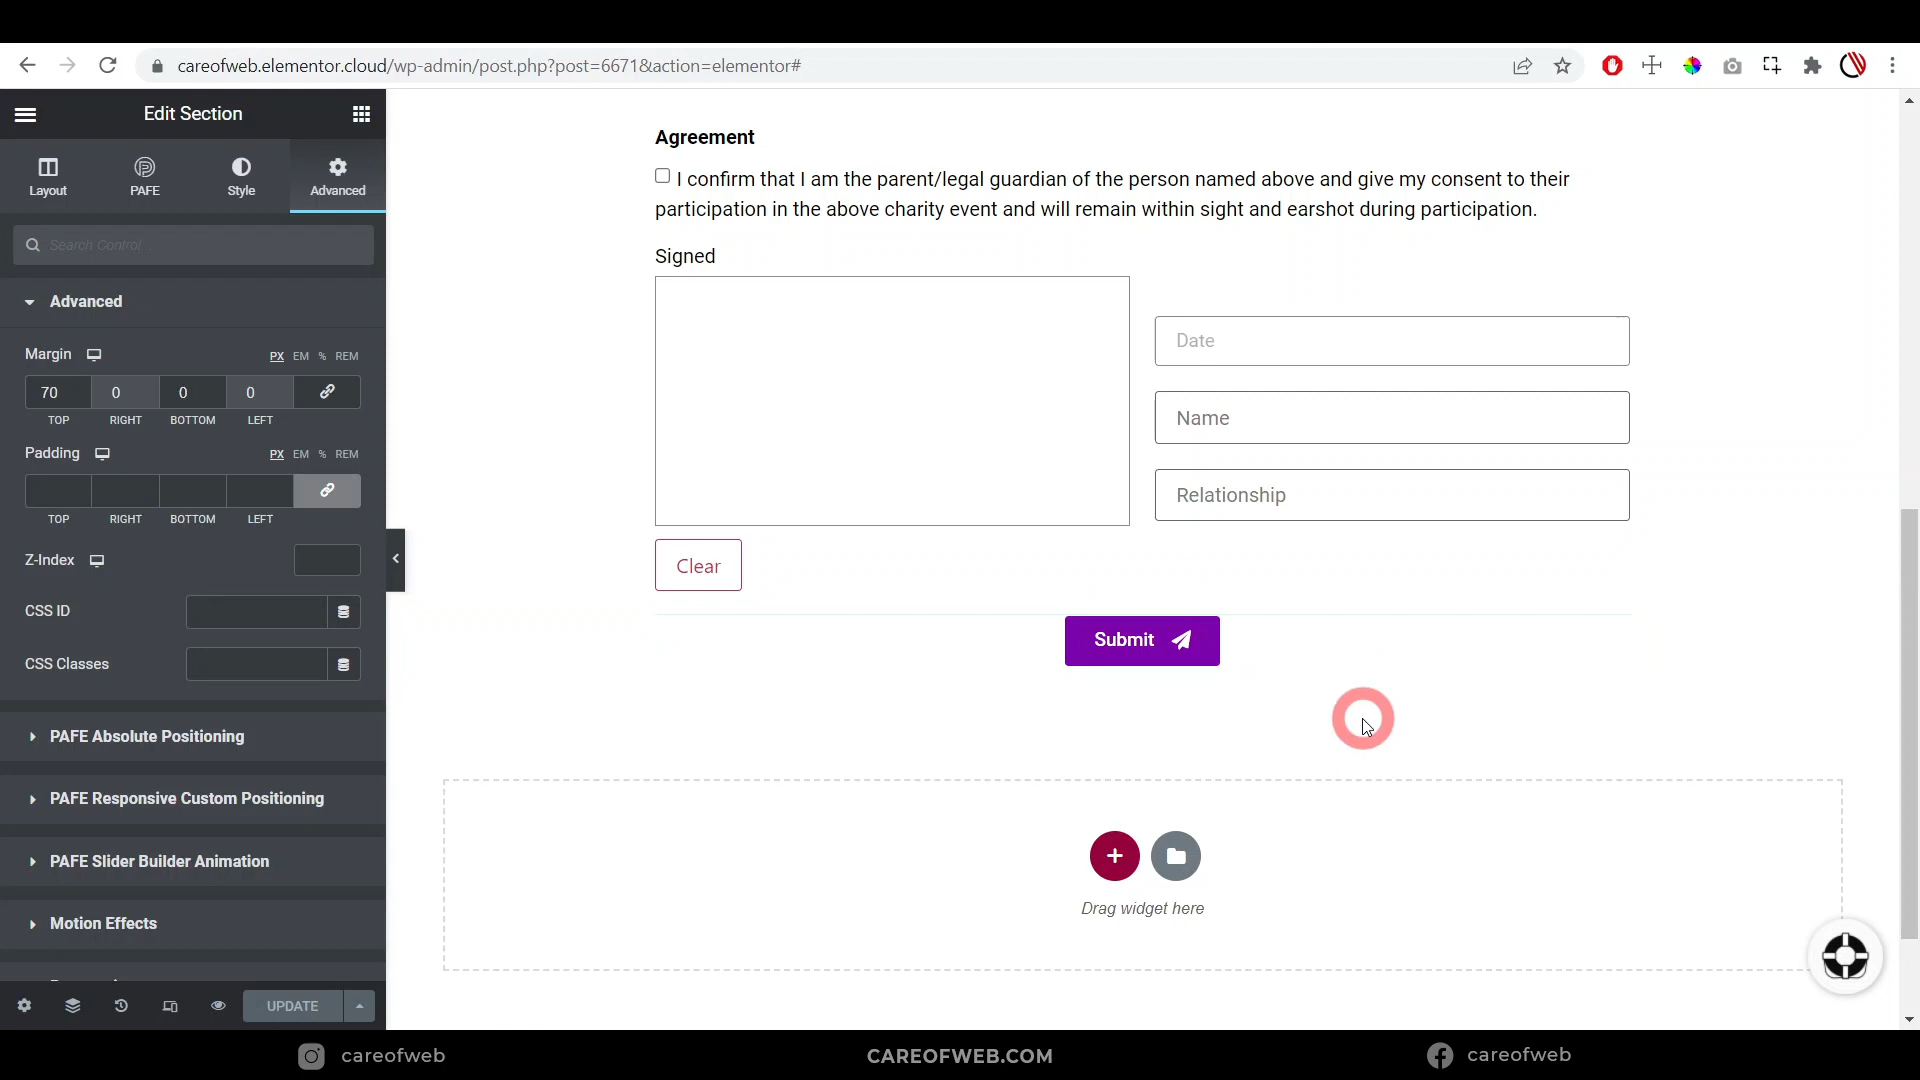 careofweb.elementor.cloud/wp-admin/post.php?post=6671&action=elementor#
Edit Section
Layout
PAFE
Style
Advanced
Search Control
Advanced
Margin
PX EM % REM
70 0 0 0
TOP RIGHT BOTTOM LEFT
Padding
PX EM % REM
TOP RIGHT BOTTOM LEFT
Z-Index
CSS ID
CSS Classes
PAFE Absolute Positioning
PAFE Responsive Custom Positioning
PAFE Slider Builder Animation
Motion Effects
UPDATE
Agreement
I confirm that I am the parent/legal guardian of the person named above and give my consent to their
participation in the above charity event and will remain within sight and earshot during participation.
Signed
Date
Name
Relationship
Clear
Submit
Drag widget here
careofweb
CAREOFWEB.COM
careofweb